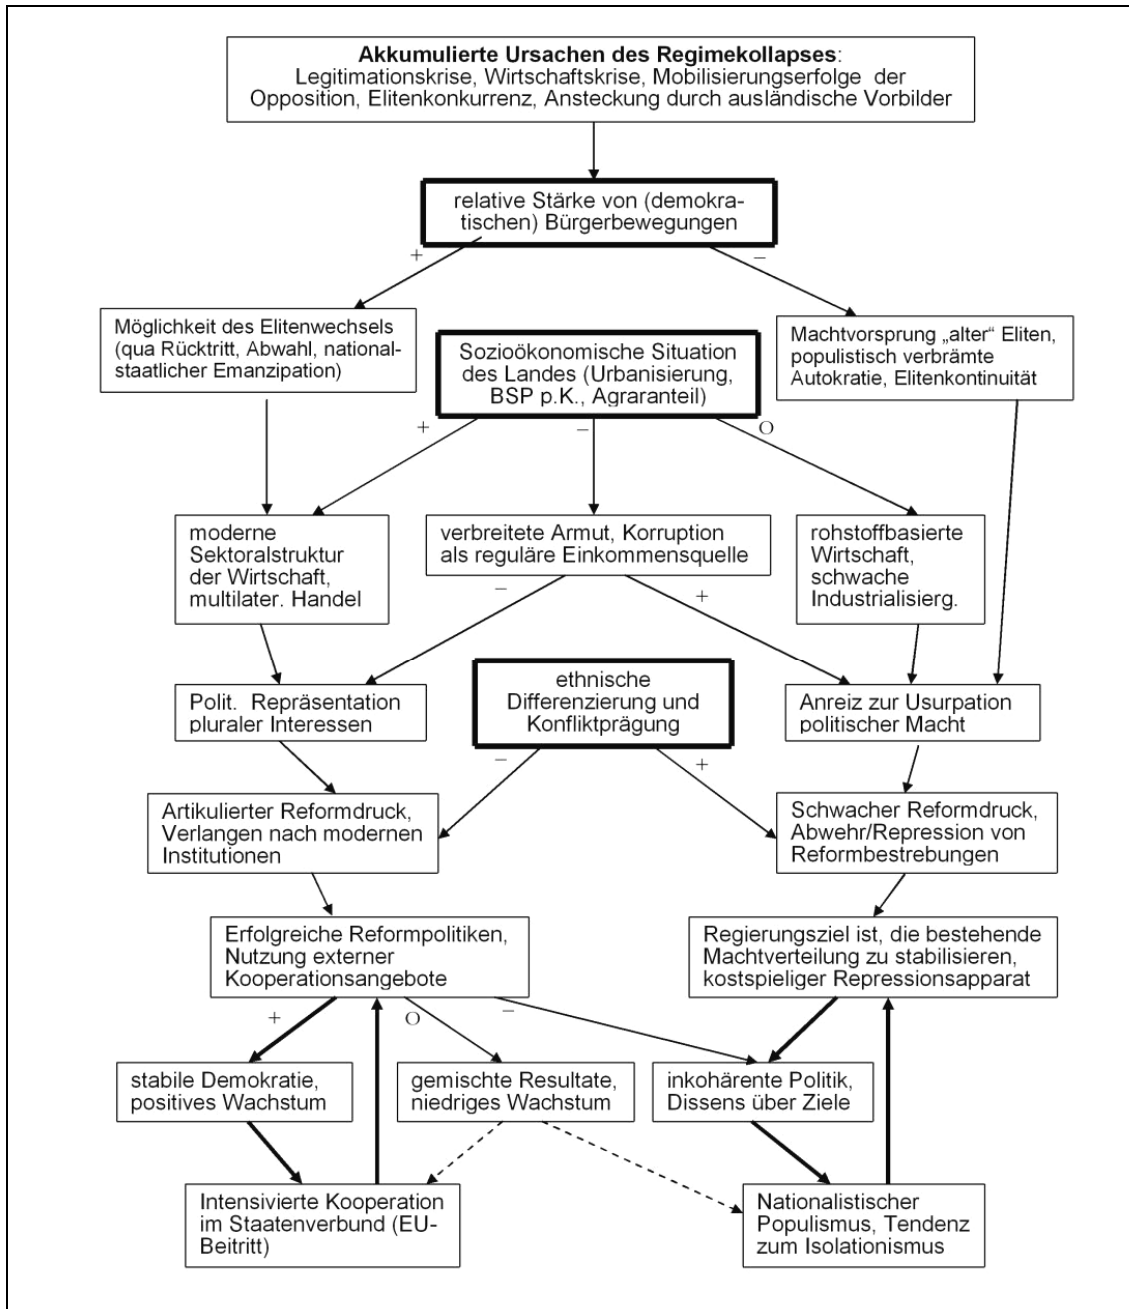 Akkumulierte Ursachen des Regimekollapses:
Legitimationskrise, Wirtschaftskrise, Mobilisierungserfolge der
Opposition, Elitenkonkurrenz, Ansteckung durch ausländische Vorbilder
relative Stärke von (demokra-
tischen) Bürgerbewegungen
+
–
Möglichkeit des Elitenwechsels
(qua Rücktritt, Abwahl, national-
staatlicher Emanzipation)
Sozioökonomische Situation
des Landes (Urbanisierung,
BSP p.K., Agraranteil)
Machtvorsprung „alter“ Eliten,
populistisch verbrämte
Autokratie, Elitenkontinuität
+
–
O
moderne
Sektoralstruktur
der Wirtschaft,
multilater. Handel
verbreitete Armut, Korruption
als reguläre Einkommensquelle
rohstoffbasierte
Wirtschaft,
schwache
Industrialisierg.
–
+
Polit. Repräsentation
pluraler Interessen
ethnische
Differenzierung und
Konfliktprägung
Anreiz zur Usurpation
politischer Macht
–
+
Artikulierter Reformdruck,
Verlangen nach modernen
Institutionen
Schwacher Reformdruck,
Abwehr/Repression von
Reformbestrebungen
Erfolgreiche Reformpolitiken,
Nutzung externer
Kooperationsangebote
Regierungsziel ist, die bestehende
Machtverteilung zu stabilisieren,
kostspieliger Repressionsapparat
+
O
–
stabile Demokratie,
positives Wachstum
gemischte Resultate,
niedriges Wachstum
inkohärente Politik,
Dissens über Ziele
Intensivierte Kooperation
im Staatenverbund (EU-
Beitritt)
Nationalistischer
Populismus, Tendenz
zum Isolationismus